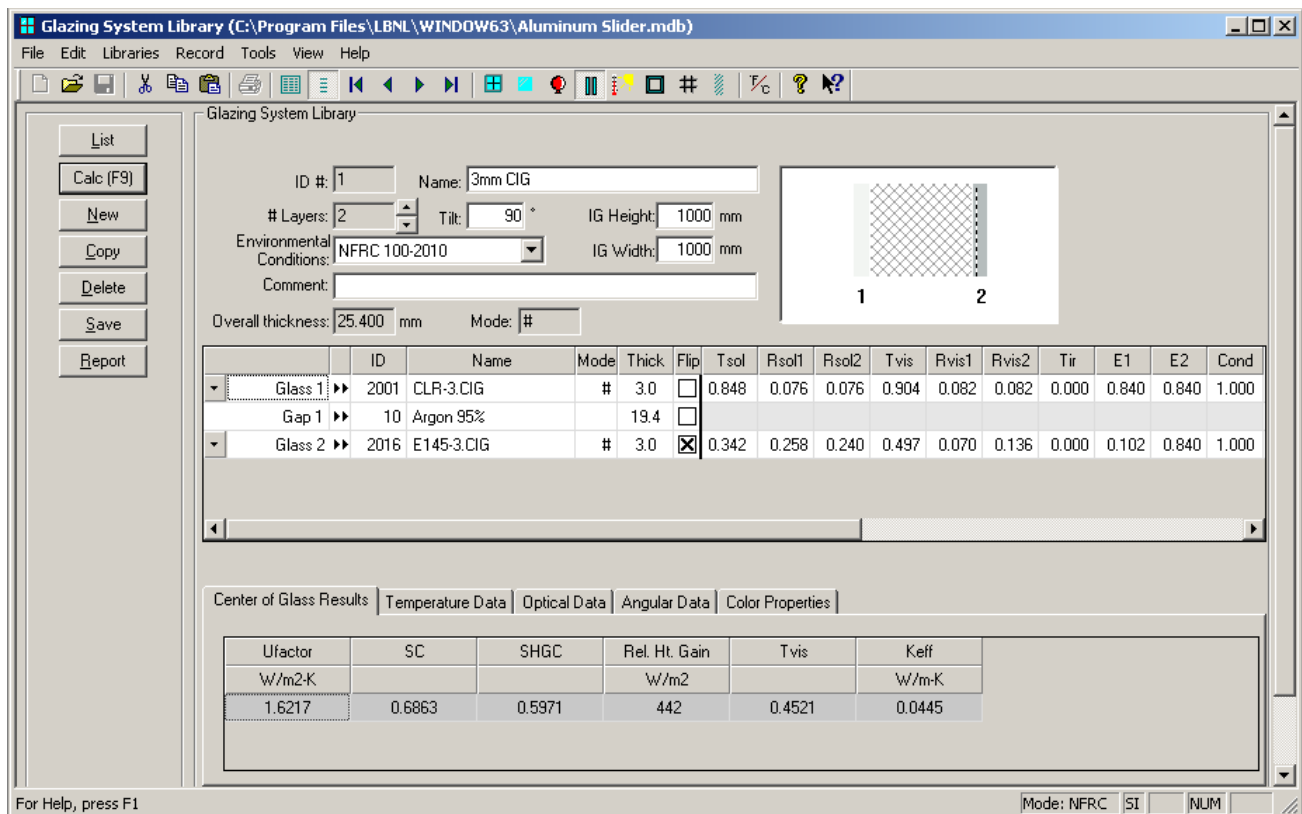 Glazing System Library (C:\Program Files\LBNL\WINDOW63\Aluminum Slider.mdb)
File Edit Libraries Record Tools View Help
Glazing System Library
List
Calc (F9)
New
Copy
Delete
Save
Report
ID #: 1 Name: 3mm CIG
# Layers: 2 Tilt: 90 ° IG Height: 1000 mm
Environmental Conditions: NFRC 100-2010 IG Width: 1000 mm
Comment:
Overall thickness: 25.400 mm Mode: #
1 2
ID Name Mode Thick Flip Tsol Rsol1 Rsol2 Tvis Rvis1 Rvis2 Tir E1 E2 Cond
Glass 1 2001 CLR-3.CIG # 3.0 0.848 0.076 0.076 0.904 0.082 0.082 0.000 0.840 0.840 1.000
Gap 1 10 Argon 95% 19.4
Glass 2 2016 E145-3.CIG # 3.0 0.342 0.258 0.240 0.497 0.070 0.136 0.000 0.102 0.840 1.000
Center of Glass Results Temperature Data Optical Data Angular Data Color Properties
Ufactor SC SHGC Rel. Ht. Gain Tvis Keff
W/m2-K W/m2 W/m-K
1.6217 0.6863 0.5971 442 0.4521 0.0445
For Help, press F1 Mode: NFRC SI NUM